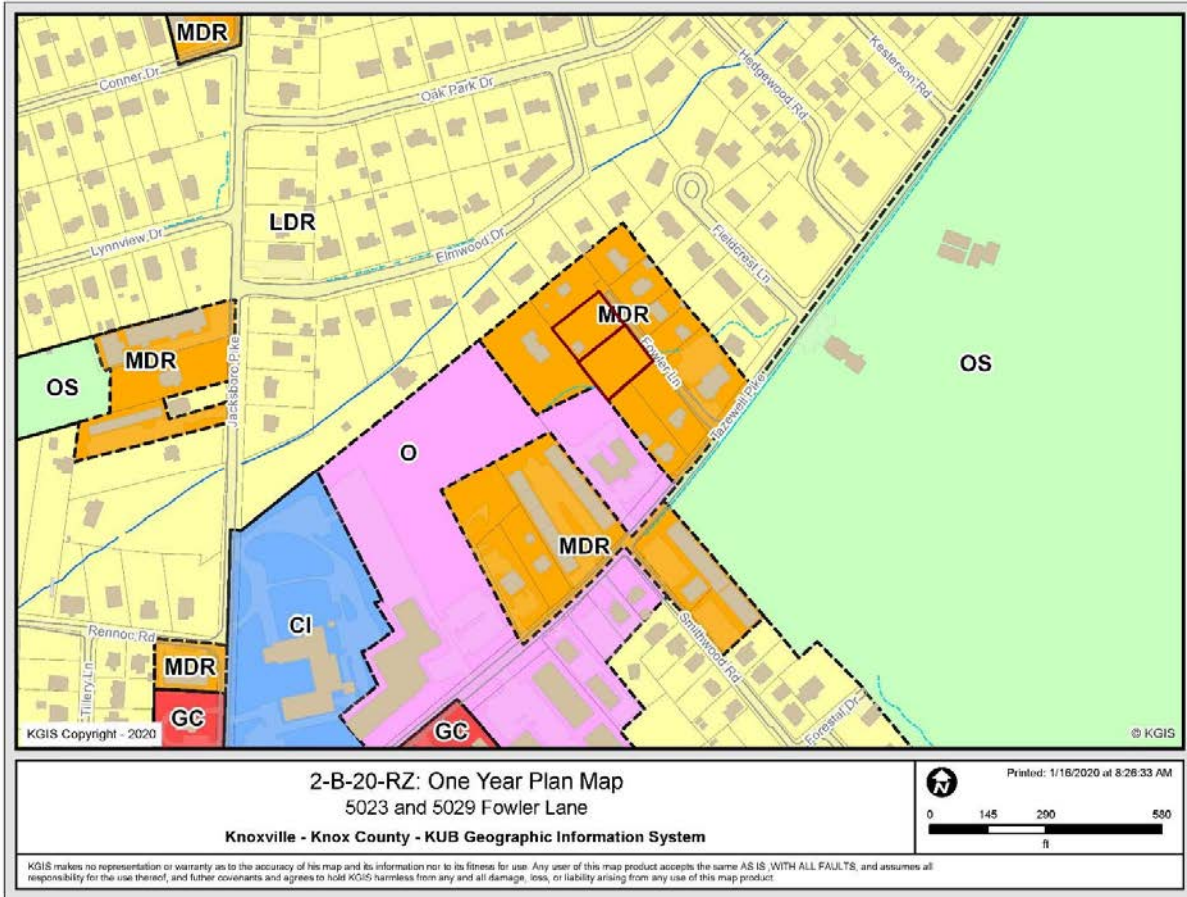 MDR
Conner Dr
Oak Park Dr
Hedgewood Rd
Kesterson Rd
LDR
Lynnview Dr
Elmwood Dr
Fieldcrest Ln
MDR
OS
MDR
OS
Jacksboro Pike
Fowler Ln
Tazewell Pike
O
MDR
CI
Rennoc Rd
Smithwood Rd
MDR
Tillery Ln
GC
GC
Forestal Dr
KGIS Copyright - 2020
© KGIS
2-B-20-RZ: One Year Plan Map
5023 and 5029 Fowler Lane
Knoxville - Knox County - KUB Geographic Information System
N
Printed: 1/16/2020 at 8:26:33 AM
0 145 290 580
ft
KGIS makes no representation or warranty as to the accuracy of his map and its information nor to its fitness for use. Any user of this map product accepts the same AS IS ,WITH ALL FAULTS, and assumes all
responsibility for the use thereof, and futher covenants and agrees to hold KGIS harmless from any and all damage, loss, or liability arising from any use of this map product.